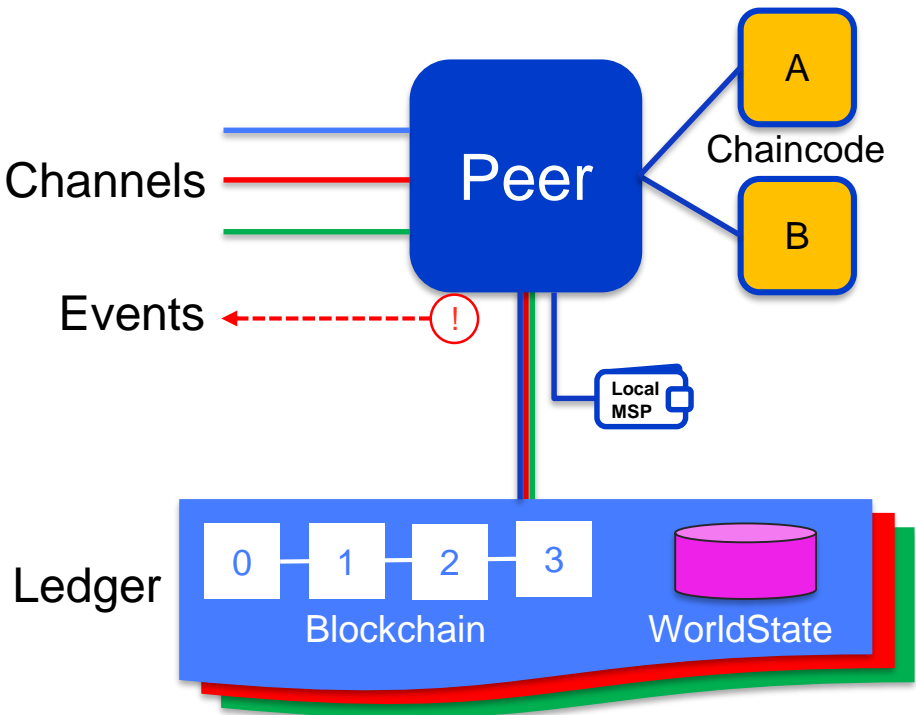 A
Chaincode
Channels
Peer
B
Events
!
Local
MSP
Ledger
0
1
2
3
Blockchain
WorldState